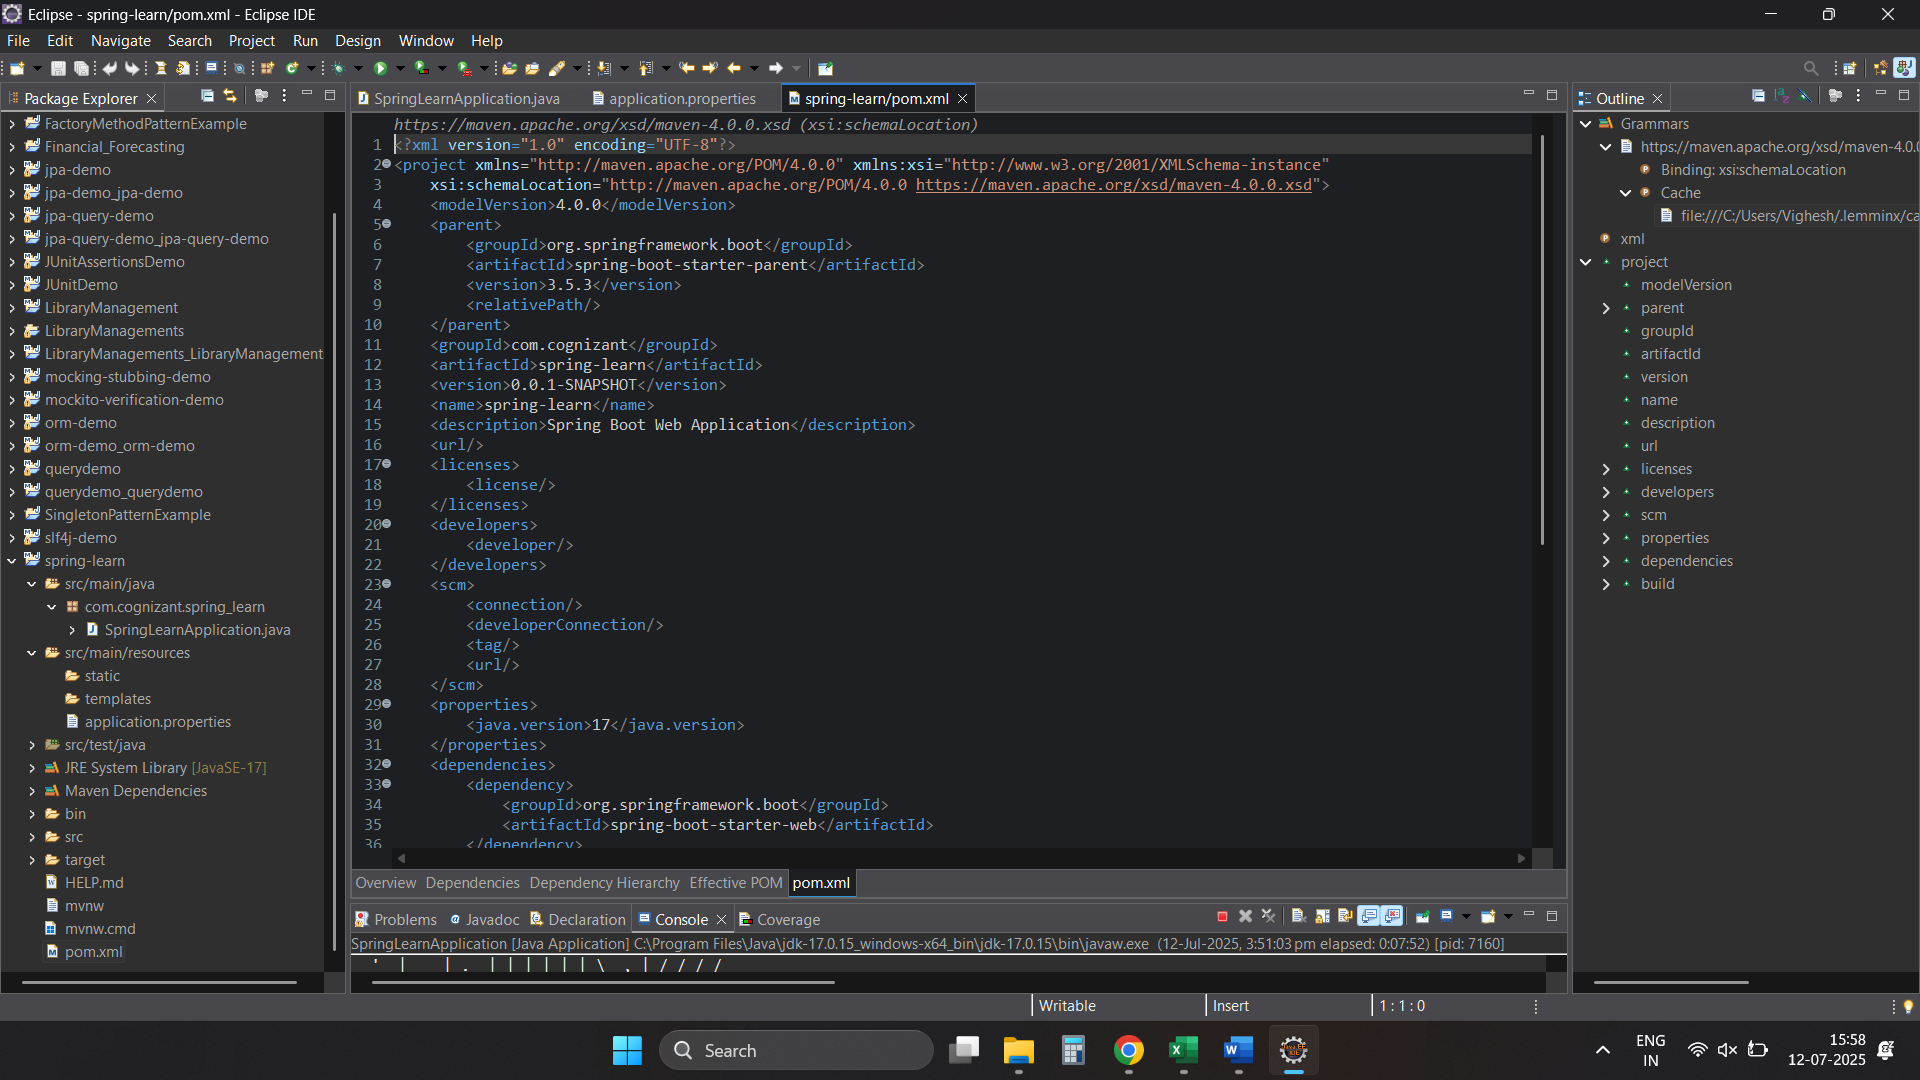 Eclipse - spring-learn/pom.xml - Eclipse IDE
File Edit Navigate Search Project Run Design Window Help
Package Explorer
FactoryMethodPatternExample
Financial_Forecasting
jpa-demo
jpa-demo_jpa-demo
jpa-query-demo
jpa-query-demo_jpa-query-demo
JUnitAssertionsDemo
JUnitDemo
LibraryManagement
LibraryManagements
LibraryManagements_LibraryManagement
mocking-stubbing-demo
mockito-verification-demo
orm-demo
orm-demo_orm-demo
querydemo
querydemo_querydemo
SingletonPatternExample
slf4j-demo
spring-learn
src/main/java
com.cognizant.spring_learn
SpringLearnApplication.java
src/main/resources
static
templates
application.properties
src/test/java
JRE System Library [JavaSE-17]
Maven Dependencies
bin
src
target
HELP.md
mvnw
mvnw.cmd
pom.xml
SpringLearnApplication.java application.properties spring-learn/pom.xml
https://maven.apache.org/xsd/maven-4.0.0.xsd (xsi:schemaLocation)
1 <?xml version="1.0" encoding="UTF-8"?>
2 <project xmlns="http://maven.apache.org/POM/4.0.0" xmlns:xsi="http://www.w3.org/2001/XMLSchema-instance"
3 xsi:schemaLocation="http://maven.apache.org/POM/4.0.0 https://maven.apache.org/xsd/maven-4.0.0.xsd">
4 <modelVersion>4.0.0</modelVersion>
5 <parent>
6 <groupId>org.springframework.boot</groupId>
7 <artifactId>spring-boot-starter-parent</artifactId>
8 <version>3.5.3</version>
9 <relativePath/>
10 </parent>
11 <groupId>com.cognizant</groupId>
12 <artifactId>spring-learn</artifactId>
13 <version>0.0.1-SNAPSHOT</version>
14 <name>spring-learn</name>
15 <description>Spring Boot Web Application</description>
16 <url/>
17 <licenses>
18 <license/>
19 </licenses>
20 <developers>
21 <developer/>
22 </developers>
23 <scm>
24 <connection/>
25 <developerConnection/>
26 <tag/>
27 <url/>
28 </scm>
29 <properties>
30 <java.version>17</java.version>
31 </properties>
32 <dependencies>
33 <dependency>
34 <groupId>org.springframework.boot</groupId>
35 <artifactId>spring-boot-starter-web</artifactId>
36 </dependency>
Overview Dependencies Dependency Hierarchy Effective POM pom.xml
Problems Javadoc Declaration Console Coverage
SpringLearnApplication [Java Application] C:\Program Files\Java\jdk-17.0.15_windows-x64_bin\jdk-17.0.15\bin\javaw.exe (12-Jul-2025, 3:51:03 pm elapsed: 0:07:52) [pid: 7160]
Outline
Grammars
https://maven.apache.org/xsd/maven-4.0.0
Binding: xsi:schemaLocation
Cache
file:///C:/Users/Vighesh/.lemminx/ca
xml
project
modelVersion
parent
groupId
artifactId
version
name
description
url
licenses
developers
scm
properties
dependencies
build
Writable Insert 1 : 1 : 0
Search
ENG
IN
15:58
12-07-2025